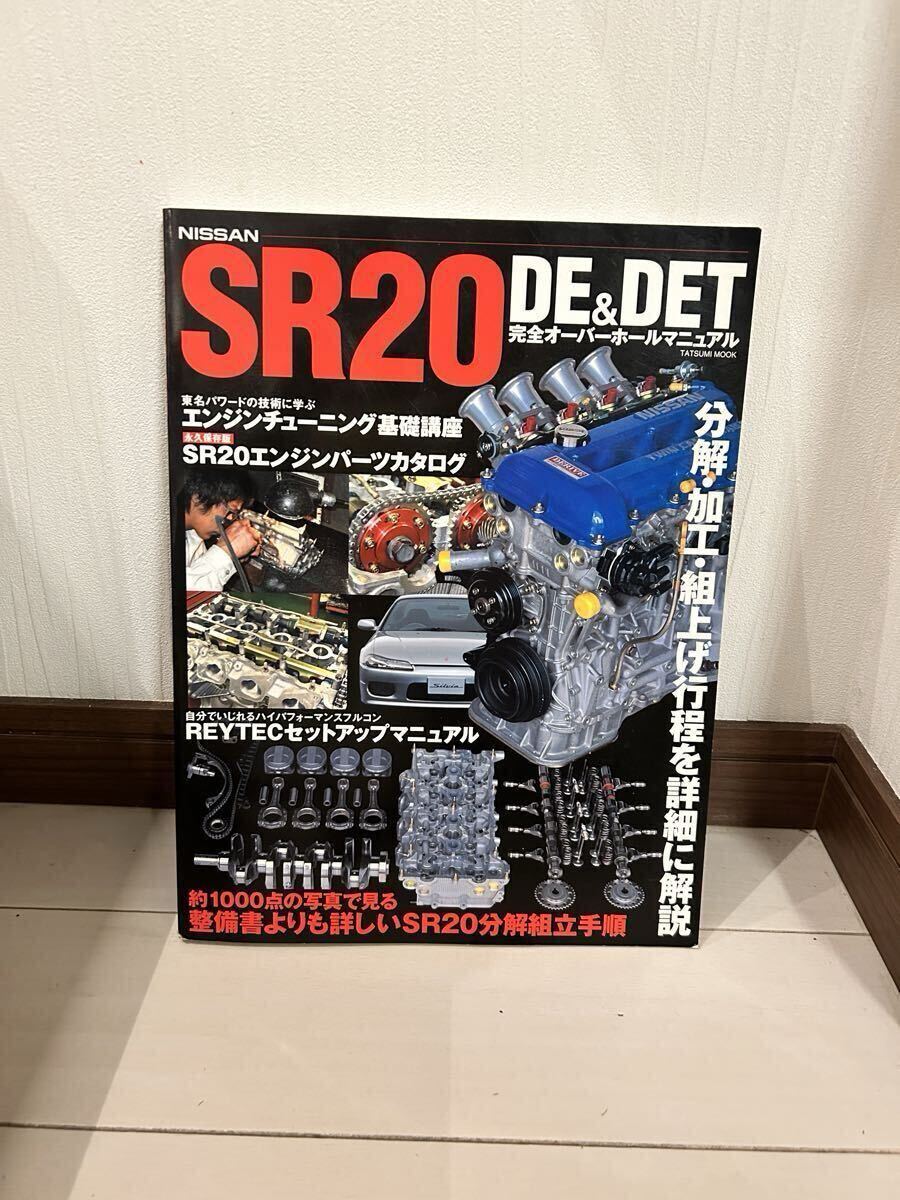 NISSAN
SR20
DE&DET
完全オーバーホールマニュアル
TATSUMI MOOK
東名パワードの技術に学ぶ
エンジンチューニング基礎講座
永久保存版
SR20エンジンパーツカタログ
分解・加工・組上げ行程を詳細に解説
NISSAN
Silvia
自分でいじれるハイパフォーマンスフルコン
REYTECセットアップマニュアル
約1000点の写真で見る
整備書よりも詳しいSR20分解組立手順